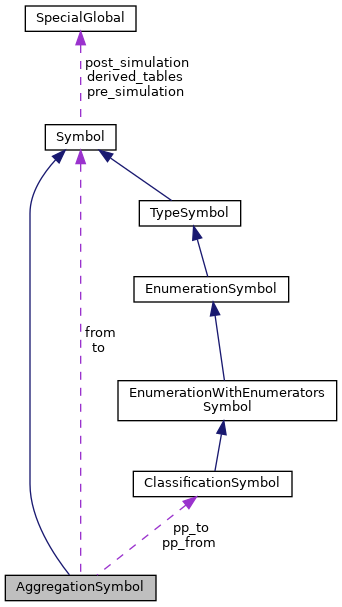 SpecialGlobal
post_simulation
derived_tables
pre_simulation
Symbol
TypeSymbol
EnumerationSymbol
from
to
EnumerationWithEnumerators
Symbol
ClassificationSymbol
pp_to
pp_from
AggregationSymbol